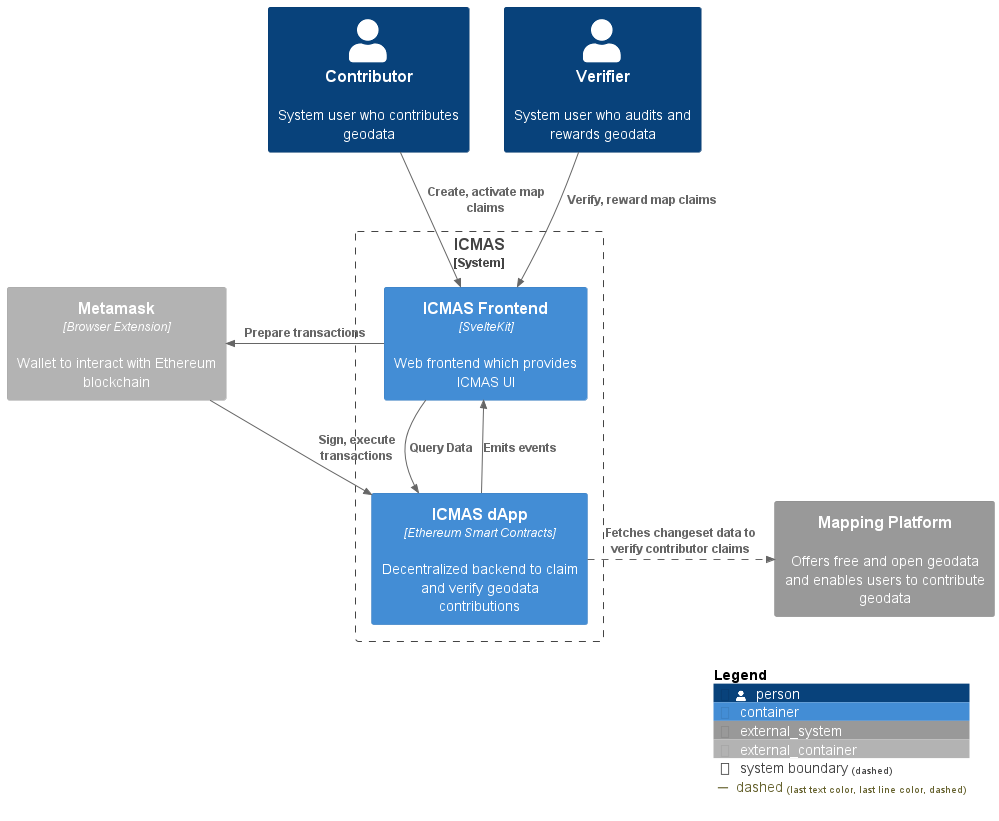 Contributor
System user who contributes
geodata
Verifier
System user who audits and
rewards geodata
Create, activate map
claims
Verify, reward map claims
ICMAS
[System]
Metamask
[Browser Extension]
Wallet to interact with Ethereum
blockchain
Prepare transactions
ICMAS Frontend
[SvelteKit]
Web frontend which provides
ICMAS UI
Sign, execute
transactions
Query Data
Emits events
ICMAS dApp
[Ethereum Smart Contracts]
Decentralized backend to claim
and verify geodata
contributions
Fetches changeset data to
verify contributor claims
Mapping Platform
Offers free and open geodata
and enables users to contribute
geodata
Legend
person
container
external_system
external_container
system boundary (dashed)
dashed (last text color, last line color, dashed)